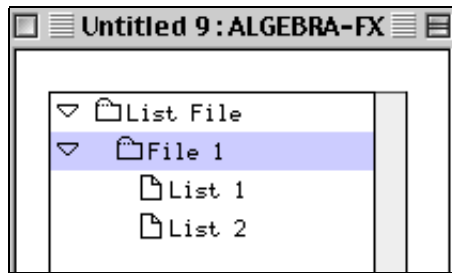 Untitled 9:ALGEBRA-FX
List File
File 1
List 1
List 2